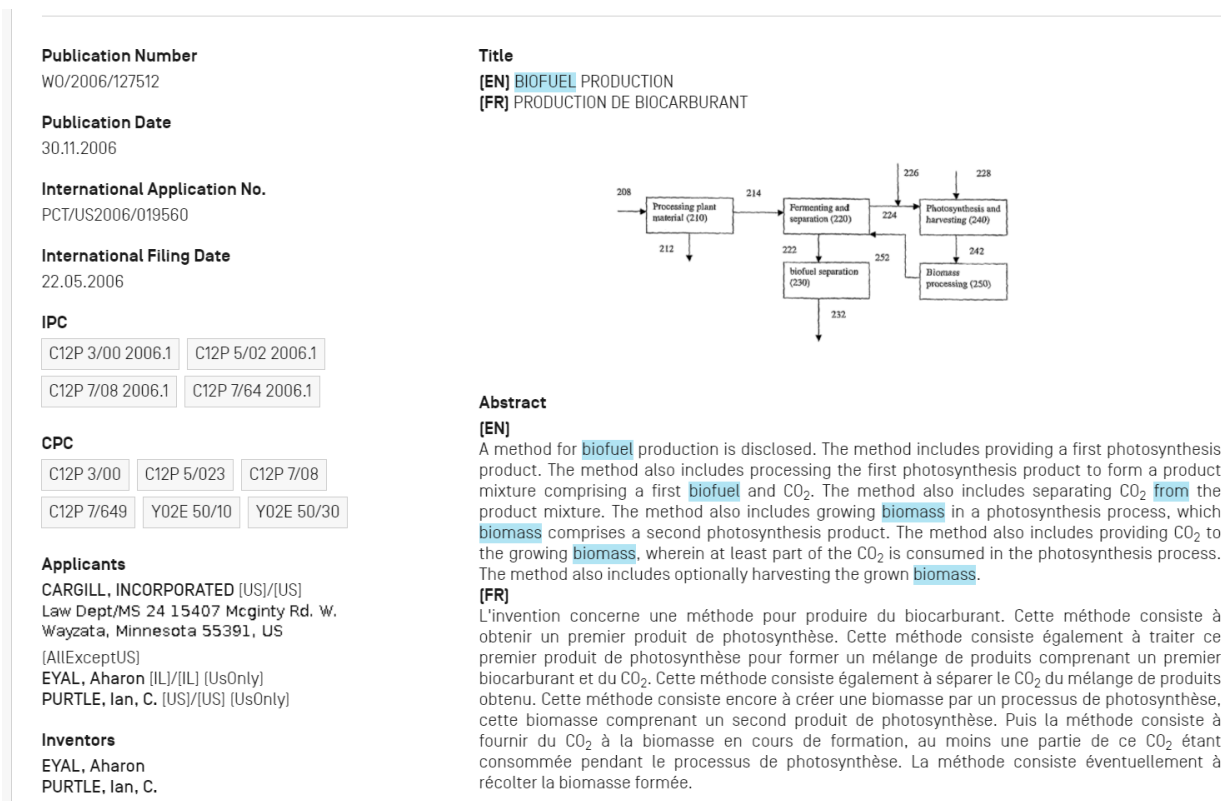 Publication Number
WO/2006/127512
Publication Date
30.11.2006
International Application No.
PCT/US2006/019560
International Filing Date
22.05.2006
IPC
C12P 3/00 2006.1 C12P 5/02 2006.1
C12P 7/08 2006.1 C12P 7/64 2006.1
CPC
C12P 3/00 C12P 5/023 C12P 7/08
C12P 7/649 Y02E 50/10 Y02E 50/30
Applicants
CARGILL, INCORPORATED [US]/[US]
Law Dept/MS 24 15407 Mcginty Rd. W.
Wayzata, Minnesota 55391, US
[AllExceptUS]
EYAL, Aharon [IL]/[IL] [UsOnly]
PURTLE, Ian, C. [US]/[US] [UsOnly]
Inventors
EYAL, Aharon
PURTLE, Ian, C.
Title
[EN] BIOFUEL PRODUCTION
[FR] PRODUCTION DE BIOCARBURANT
226 228
208 214
Processing plant
material (210)
Fermenting and
separation (220)
224
Photosynthesis and
harvesting (240)
212 222 252 242
biofuel separation
(230)
Biomass
processing (250)
232
Abstract
[EN]
A method for biofuel production is disclosed. The method includes providing a first photosynthesis
product. The method also includes processing the first photosynthesis product to form a product
mixture comprising a first biofuel and CO₂. The method also includes separating CO₂ from the
product mixture. The method also includes growing biomass in a photosynthesis process, which
biomass comprises a second photosynthesis product. The method also includes providing CO₂ to
the growing biomass, wherein at least part of the CO₂ is consumed in the photosynthesis process.
The method also includes optionally harvesting the grown biomass.
[FR]
L'invention concerne une méthode pour produire du biocarburant. Cette méthode consiste à
obtenir un premier produit de photosynthèse. Cette méthode consiste également à traiter ce
premier produit de photosynthèse pour former un mélange de produits comprenant un premier
biocarburant et du CO₂. Cette méthode consiste également à séparer le CO₂ du mélange de produits
obtenu. Cette méthode consiste encore à créer une biomasse par un processus de photosynthèse,
cette biomasse comprenant un second produit de photosynthèse. Puis la méthode consiste à
fournir du CO₂ à la biomasse en cours de formation, au moins une partie de ce CO₂ étant
consommée pendant le processus de photosynthèse. La méthode consiste éventuellement à
récolter la biomasse formée.